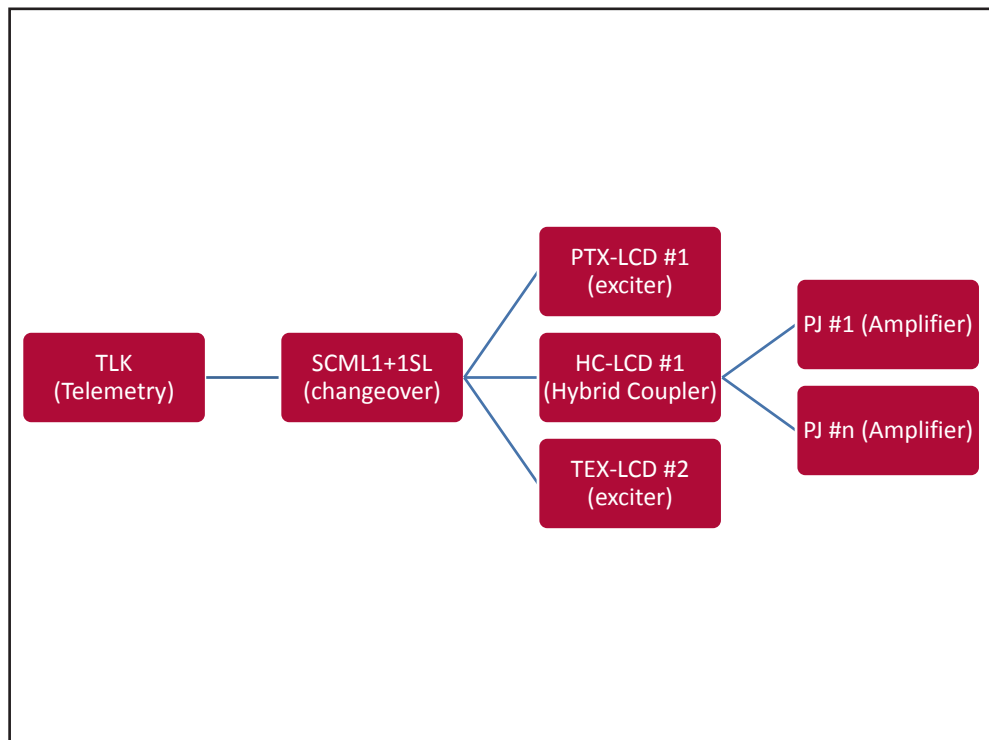 TLK
(Telemetry)
SCML1+1SL
(changeover)
PTX-LCD #1
(exciter)
HC-LCD #1
(Hybrid Coupler)
TEX-LCD #2
(exciter)
PJ #1 (Amplifier)
PJ #n (Amplifier)